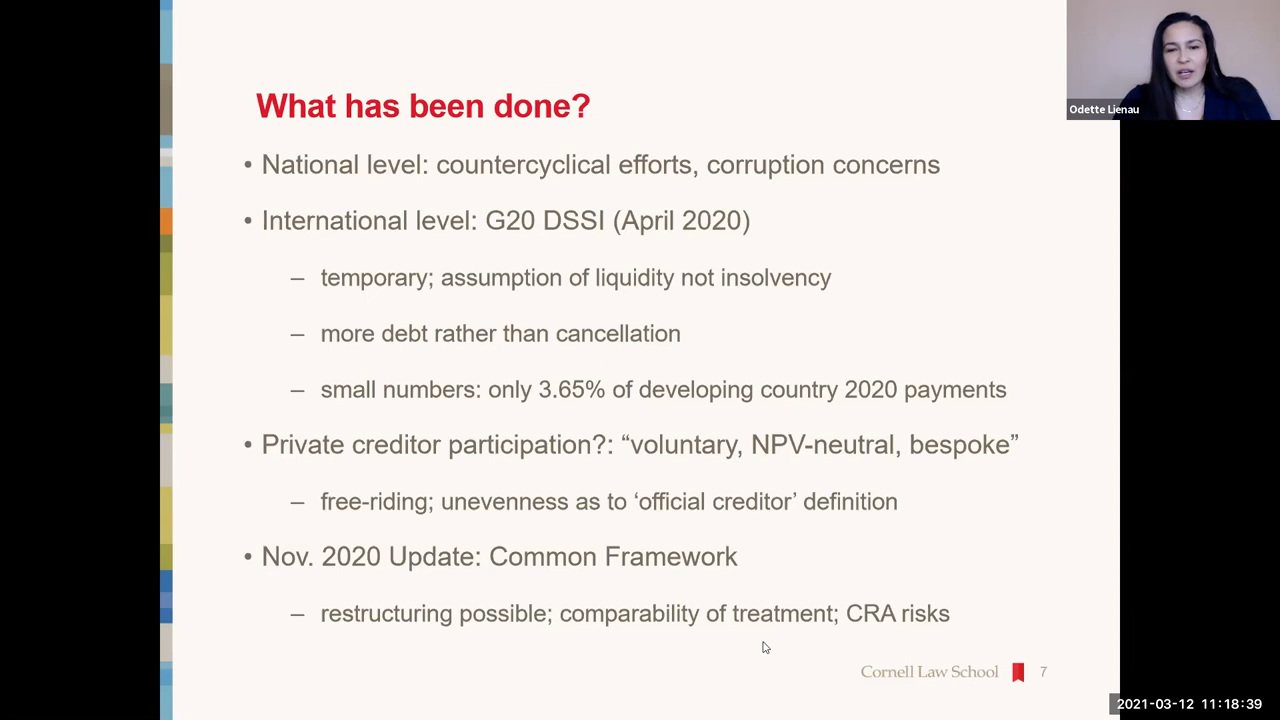 What has been done?
• National level: countercyclical efforts, corruption concerns
• International level: G20 DSSI (April 2020)
– temporary; assumption of liquidity not insolvency
– more debt rather than cancellation
– small numbers: only 3.65% of developing country 2020 payments
• Private creditor participation?: “voluntary, NPV-neutral, bespoke”
– free-riding; unevenness as to ‘official creditor’ definition
• Nov. 2020 Update: Common Framework
– restructuring possible; comparability of treatment; CRA risks
Cornell Law School 7
Odette Lienau
2021-03-12 11:18:39